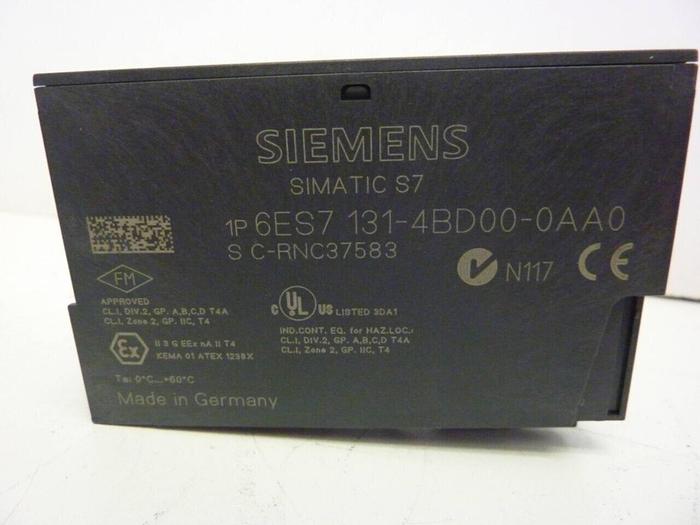 SIEMENS
SIMATIC S7
1P 6ES7 131-4BD00-0AA0
S C-RNC37583
N117 CE
FM
APPROVED
CL.I, DIV.2, GP. A,B,C,D T4A
CL.I, Zone 2, GP. IIC, T4
C UL US LISTED 3DA1
IND.CONT. EQ. for HAZ.LOC.:
CL.I, DIV.2, GP. A,B,C,D T4A
CL.I, Zone 2, GP. IIC, T4
Ex II 3 G EEx nA II T4
KEMA 01 ATEX 1238X
Ta: 0°C...+60°C
Made in Germany